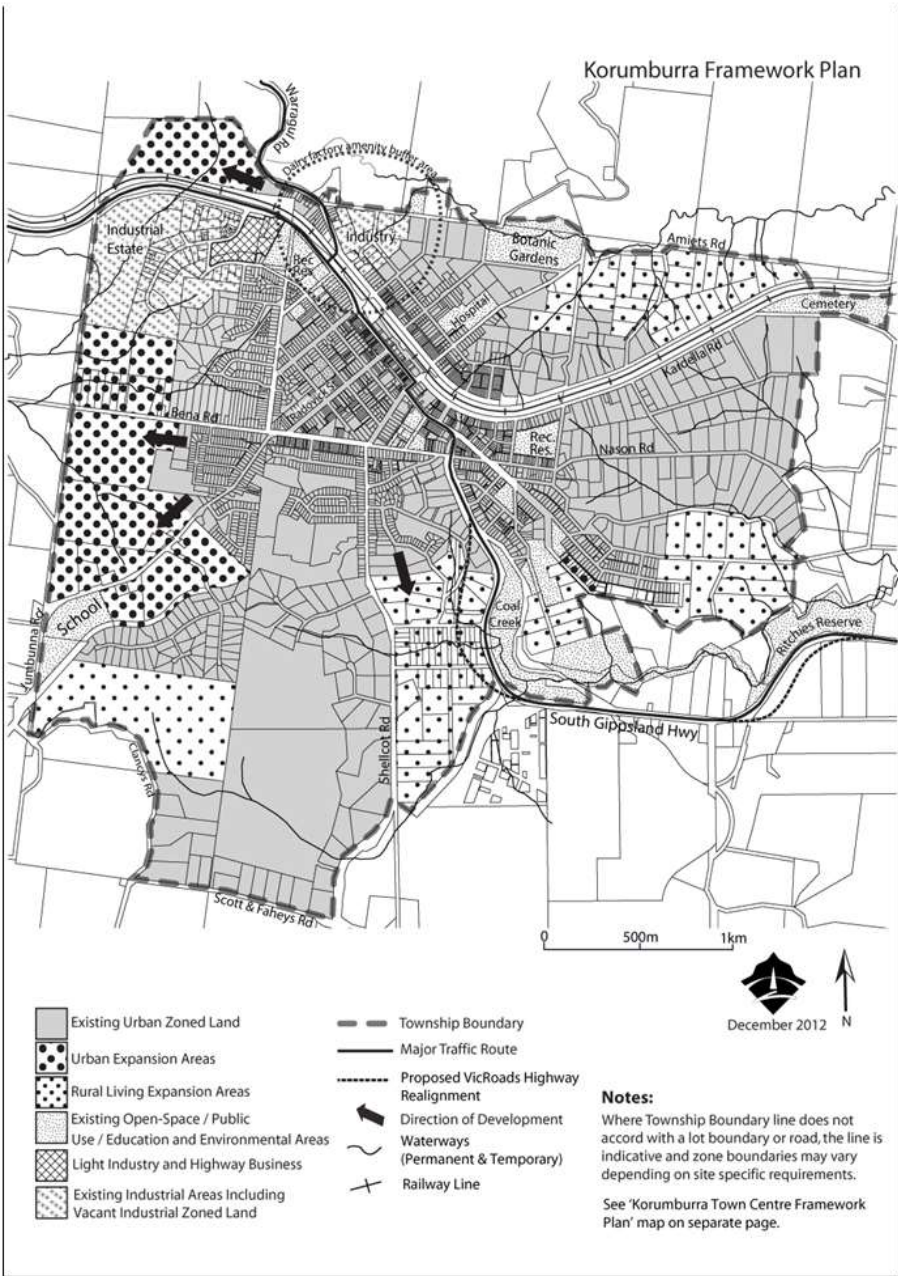 Korumburra Framework Plan
Warragul Rd
Dairy factory amenity buffer area
Industrial
Estate
Industry
Rec
Res
Botanic
Gardens
Amiets Rd
Cemetery
Hospital
Kardella Rd
Radovick St
Bena Rd
Rec.
Res.
Nason Rd
School
Jumbunna Rd
Coal
Creek
Ritchies Reserve
South Gippsland Hwy
Shellcot Rd
Clancys Rd
Scott & Faheys Rd
0 500m 1km
December 2012
N
Existing Urban Zoned Land
Urban Expansion Areas
Rural Living Expansion Areas
Existing Open-Space / Public
Use / Education and Environmental Areas
Light Industry and Highway Business
Existing Industrial Areas Including
Vacant Industrial Zoned Land
Township Boundary
Major Traffic Route
Proposed VicRoads Highway
Realignment
Direction of Development
Waterways
(Permanent & Temporary)
Railway Line
Notes:
Where Township Boundary line does not
accord with a lot boundary or road, the line is
indicative and zone boundaries may vary
depending on site specific requirements.
See 'Korumburra Town Centre Framework
Plan' map on separate page.